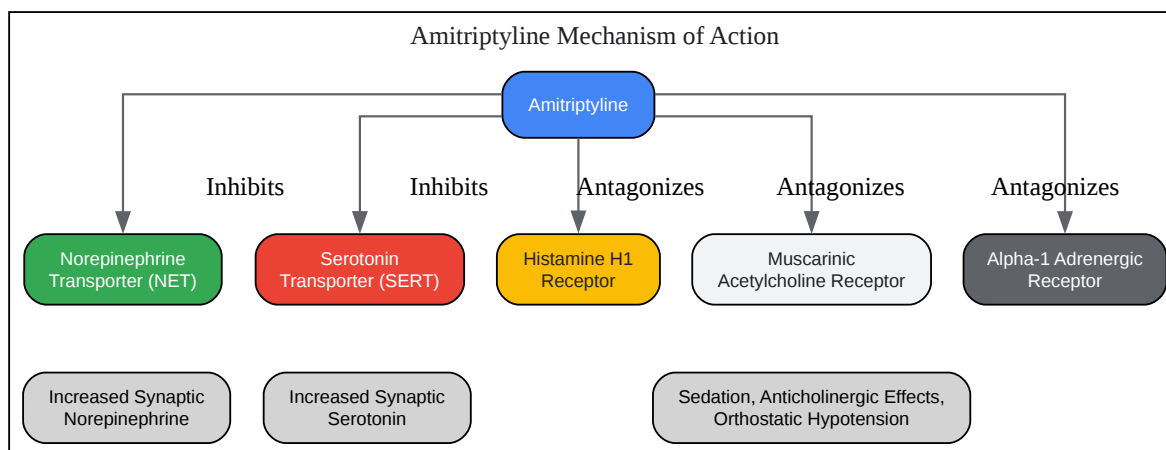 Amitriptyline Mechanism of Action
Amitriptyline
Inhibits
Inhibits
Antagonizes
Antagonizes
Antagonizes
Norepinephrine
Transporter (NET)
Serotonin
Transporter (SERT)
Histamine H1
Receptor
Muscarinic
Acetylcholine Receptor
Alpha-1 Adrenergic
Receptor
Increased Synaptic
Norepinephrine
Increased Synaptic
Serotonin
Sedation, Anticholinergic Effects,
Orthostatic Hypotension